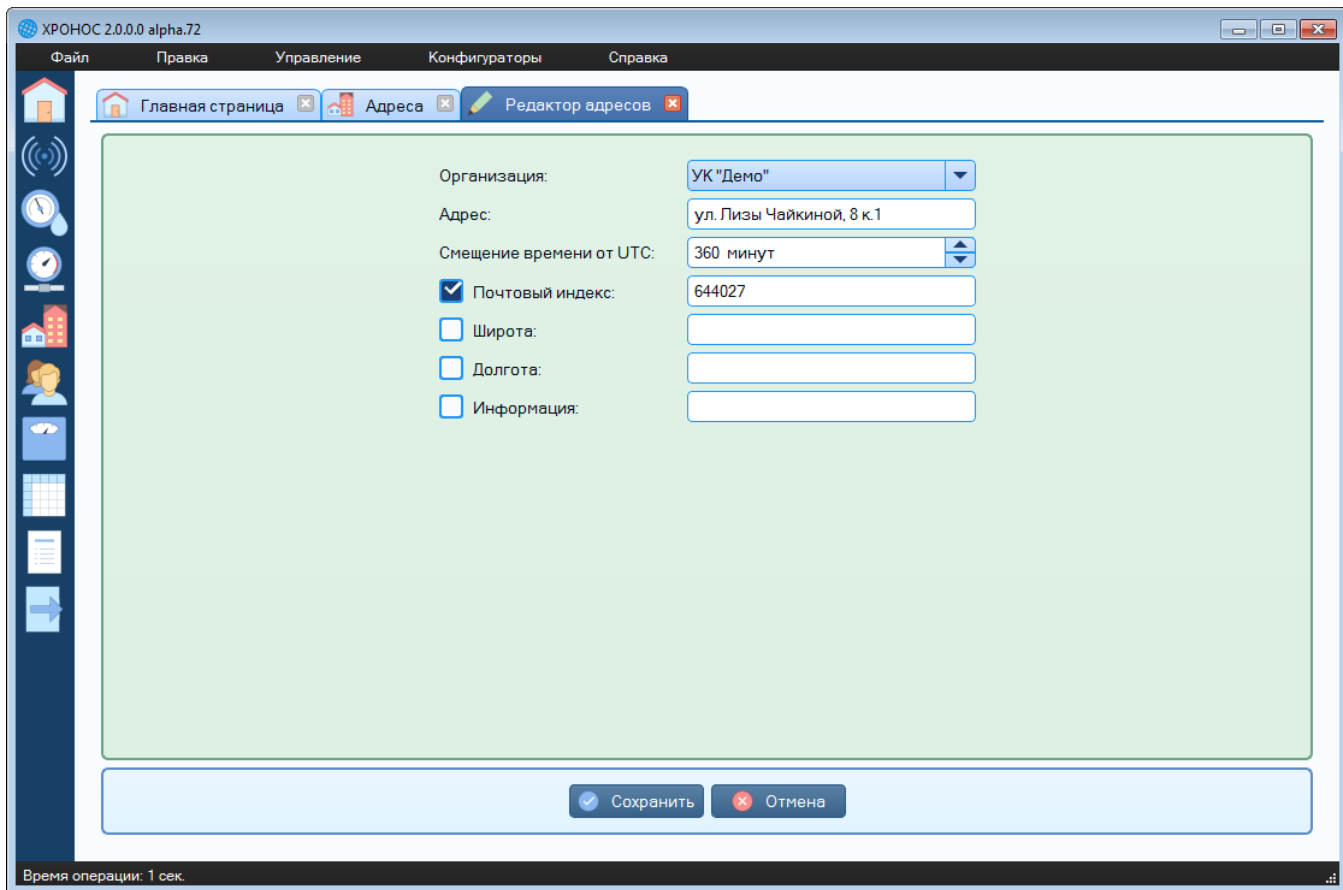 ХРОНОС 2.0.0.0 alpha.72
Файл Правка Управление Конфигураторы Справка
Главная страница Адреса Редактор адресов
Организация: УК "Демо"
Адрес: ул. Лизы Чайкиной, 8 к.1
Смещение времени от UTC: 360 минут
Почтовый индекс: 644027
Широта:
Долгота:
Информация:
Сохранить Отмена
Время операции: 1 сек.